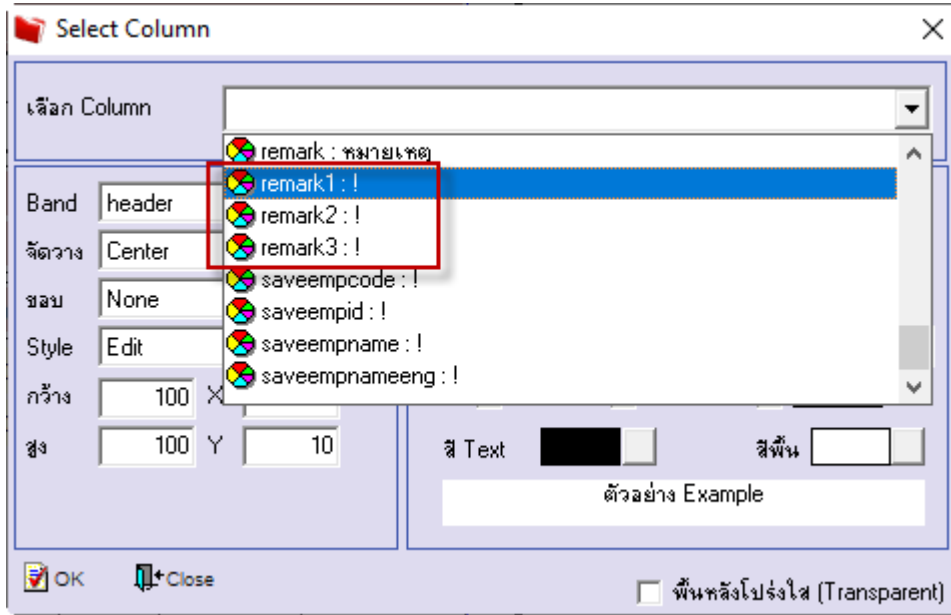 Select Column
เลือก Column
remark : หมายเหตุ
remark1 : !
remark2 : !
remark3 : !
saveempcode : !
saveempid : !
saveempname : !
saveempnameeng : !
Band header
จัดวาง Center
ขอบ None
Style Edit
กว้าง 100 X
สูง 100 Y 10
สี Text สีพื้น
ตัวอย่าง Example
OK Close
พื้นหลังโปร่งใส (Transparent)